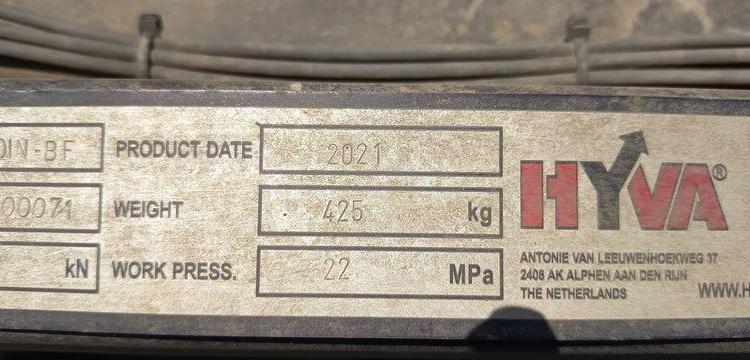 DIN-BF PRODUCT DATE 2021
00071 WEIGHT 425 kg
kN WORK PRESS. 22 MPa
HYVA®
ANTONIE VAN LEEUWENHOEKWEG 37
2408 AK ALPHEN AAN DEN RIJN
THE NETHERLANDS WWW.H